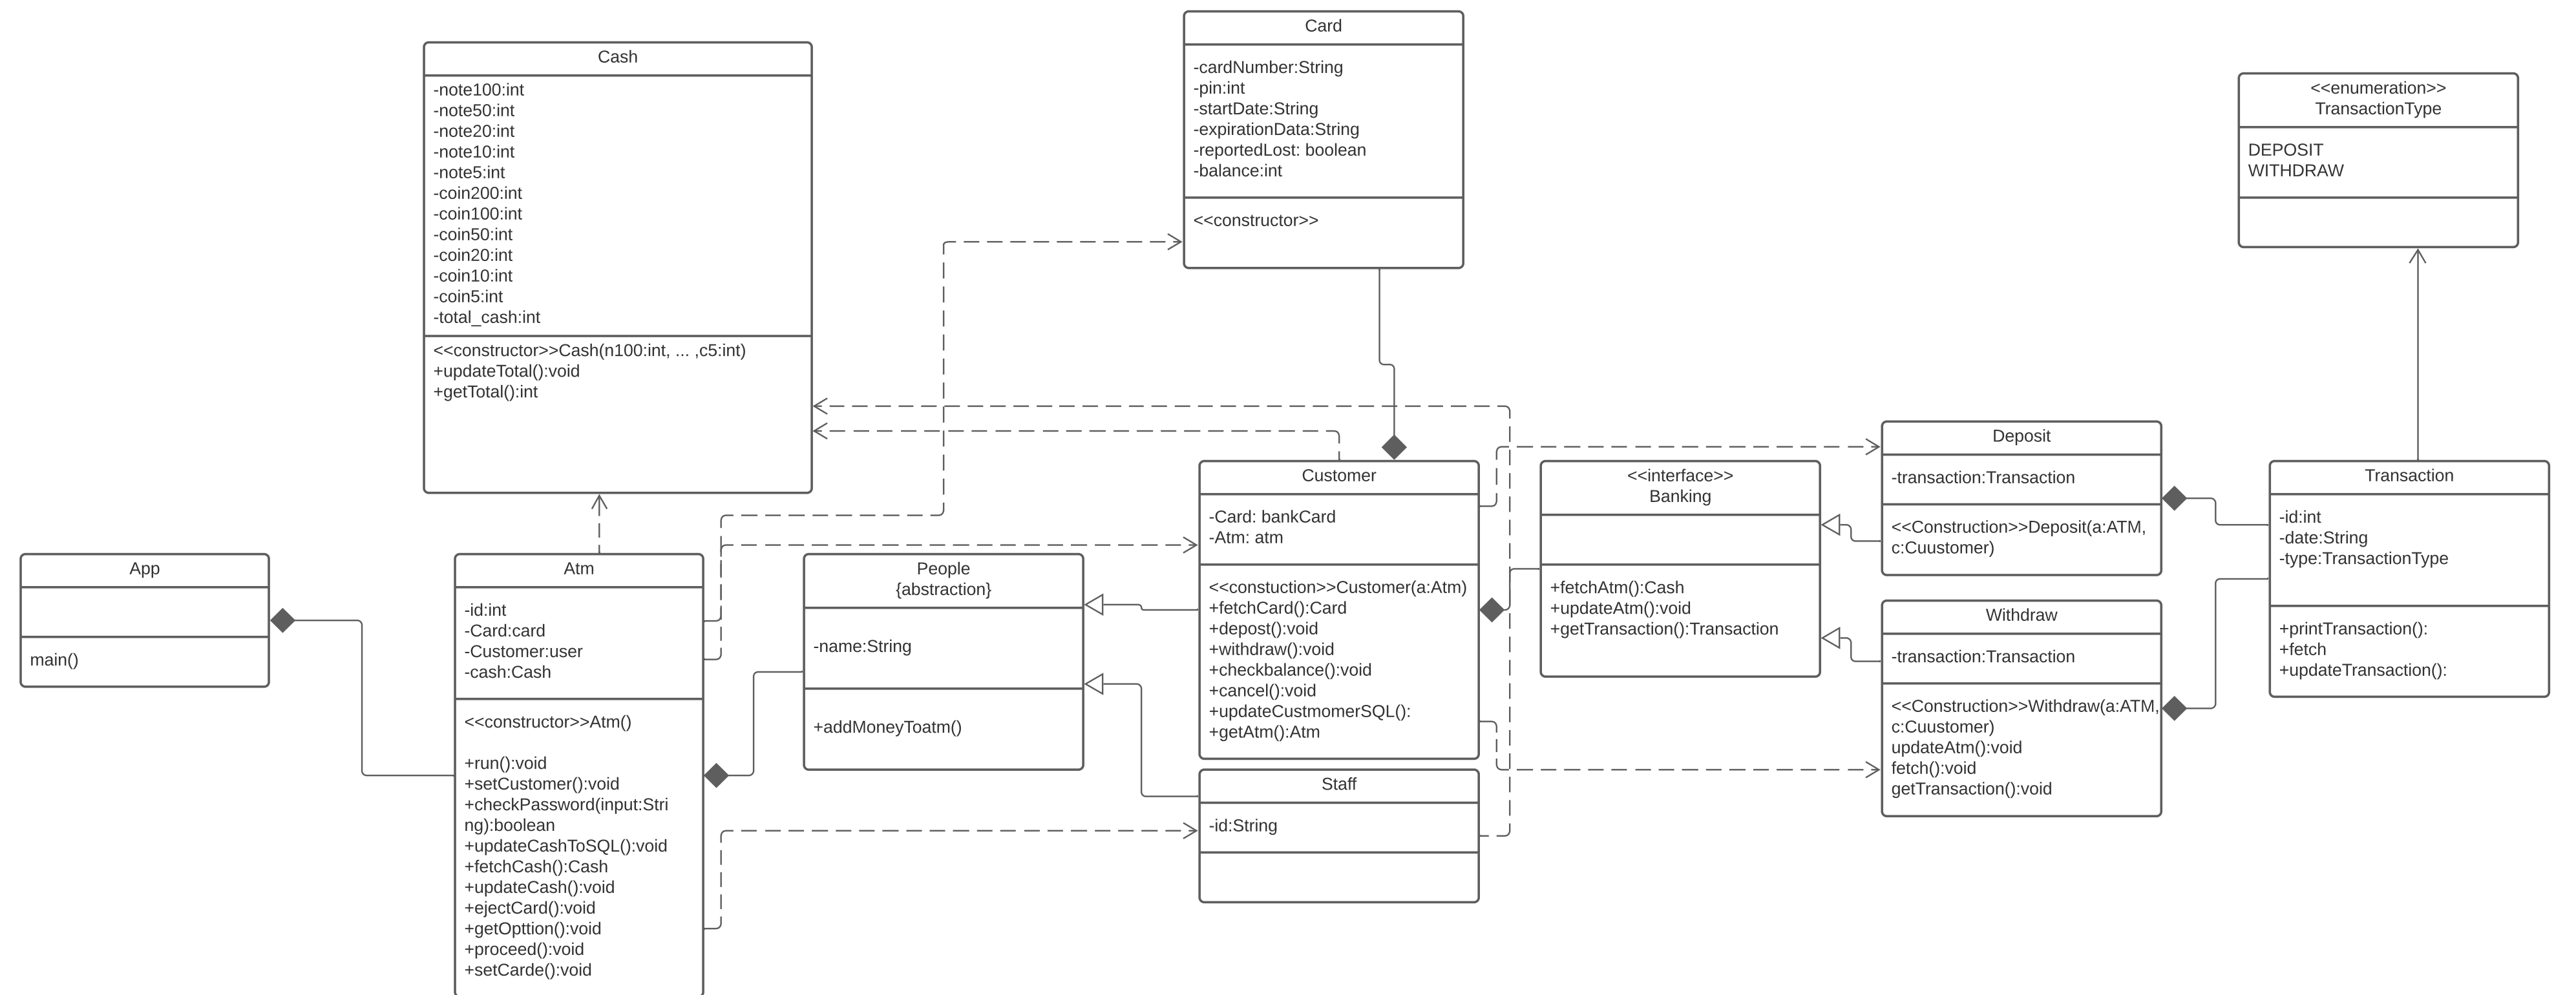 Cash
-note100:int
-note50:int
-note20:int
-note10:int
-note5:int
-coin200:int
-coin100:int
-coin50:int
-coin20:int
-coin10:int
-coin5:int
-total_cash:int
<<constructor>>Cash(n100:int, ... ,c5:int)
+updateTotal():void
+getTotal():int
Card
-cardNumber:String
-pin:int
-startDate:String
-expirationData:String
-reportedLost: boolean
-balance:int
<<constructor>>
<<enumeration>>
TransactionType
DEPOSIT
WITHDRAW
App
main()
Atm
-id:int
-Card:card
-Customer:user
-cash:Cash
<<constructor>>Atm()
+run():void
+setCustomer():void
+checkPassword(input:Stri
ng):boolean
+updateCashToSQL():void
+fetchCash():Cash
+updateCash():void
+ejectCard():void
+getOpttion():void
+proceed():void
+setCarde():void
People
{abstraction}
-name:String
+addMoneyToatm()
Customer
-Card: bankCard
-Atm: atm
<<constuction>>Customer(a:Atm)
+fetchCard():Card
+depost():void
+withdraw():void
+checkbalance():void
+cancel():void
+updateCustmomerSQL():
+getAtm():Atm
Staff
-id:String
<<interface>>
Banking
+fetchAtm():Cash
+updateAtm():void
+getTransaction():Transaction
Deposit
-transaction:Transaction
<<Construction>>Deposit(a:ATM,
c:Cuustomer)
Withdraw
-transaction:Transaction
<<Construction>>Withdraw(a:ATM,
c:Cuustomer)
updateAtm():void
fetch():void
getTransaction():void
Transaction
-id:int
-date:String
-type:TransactionType
+printTransaction():
+fetch
+updateTransaction():